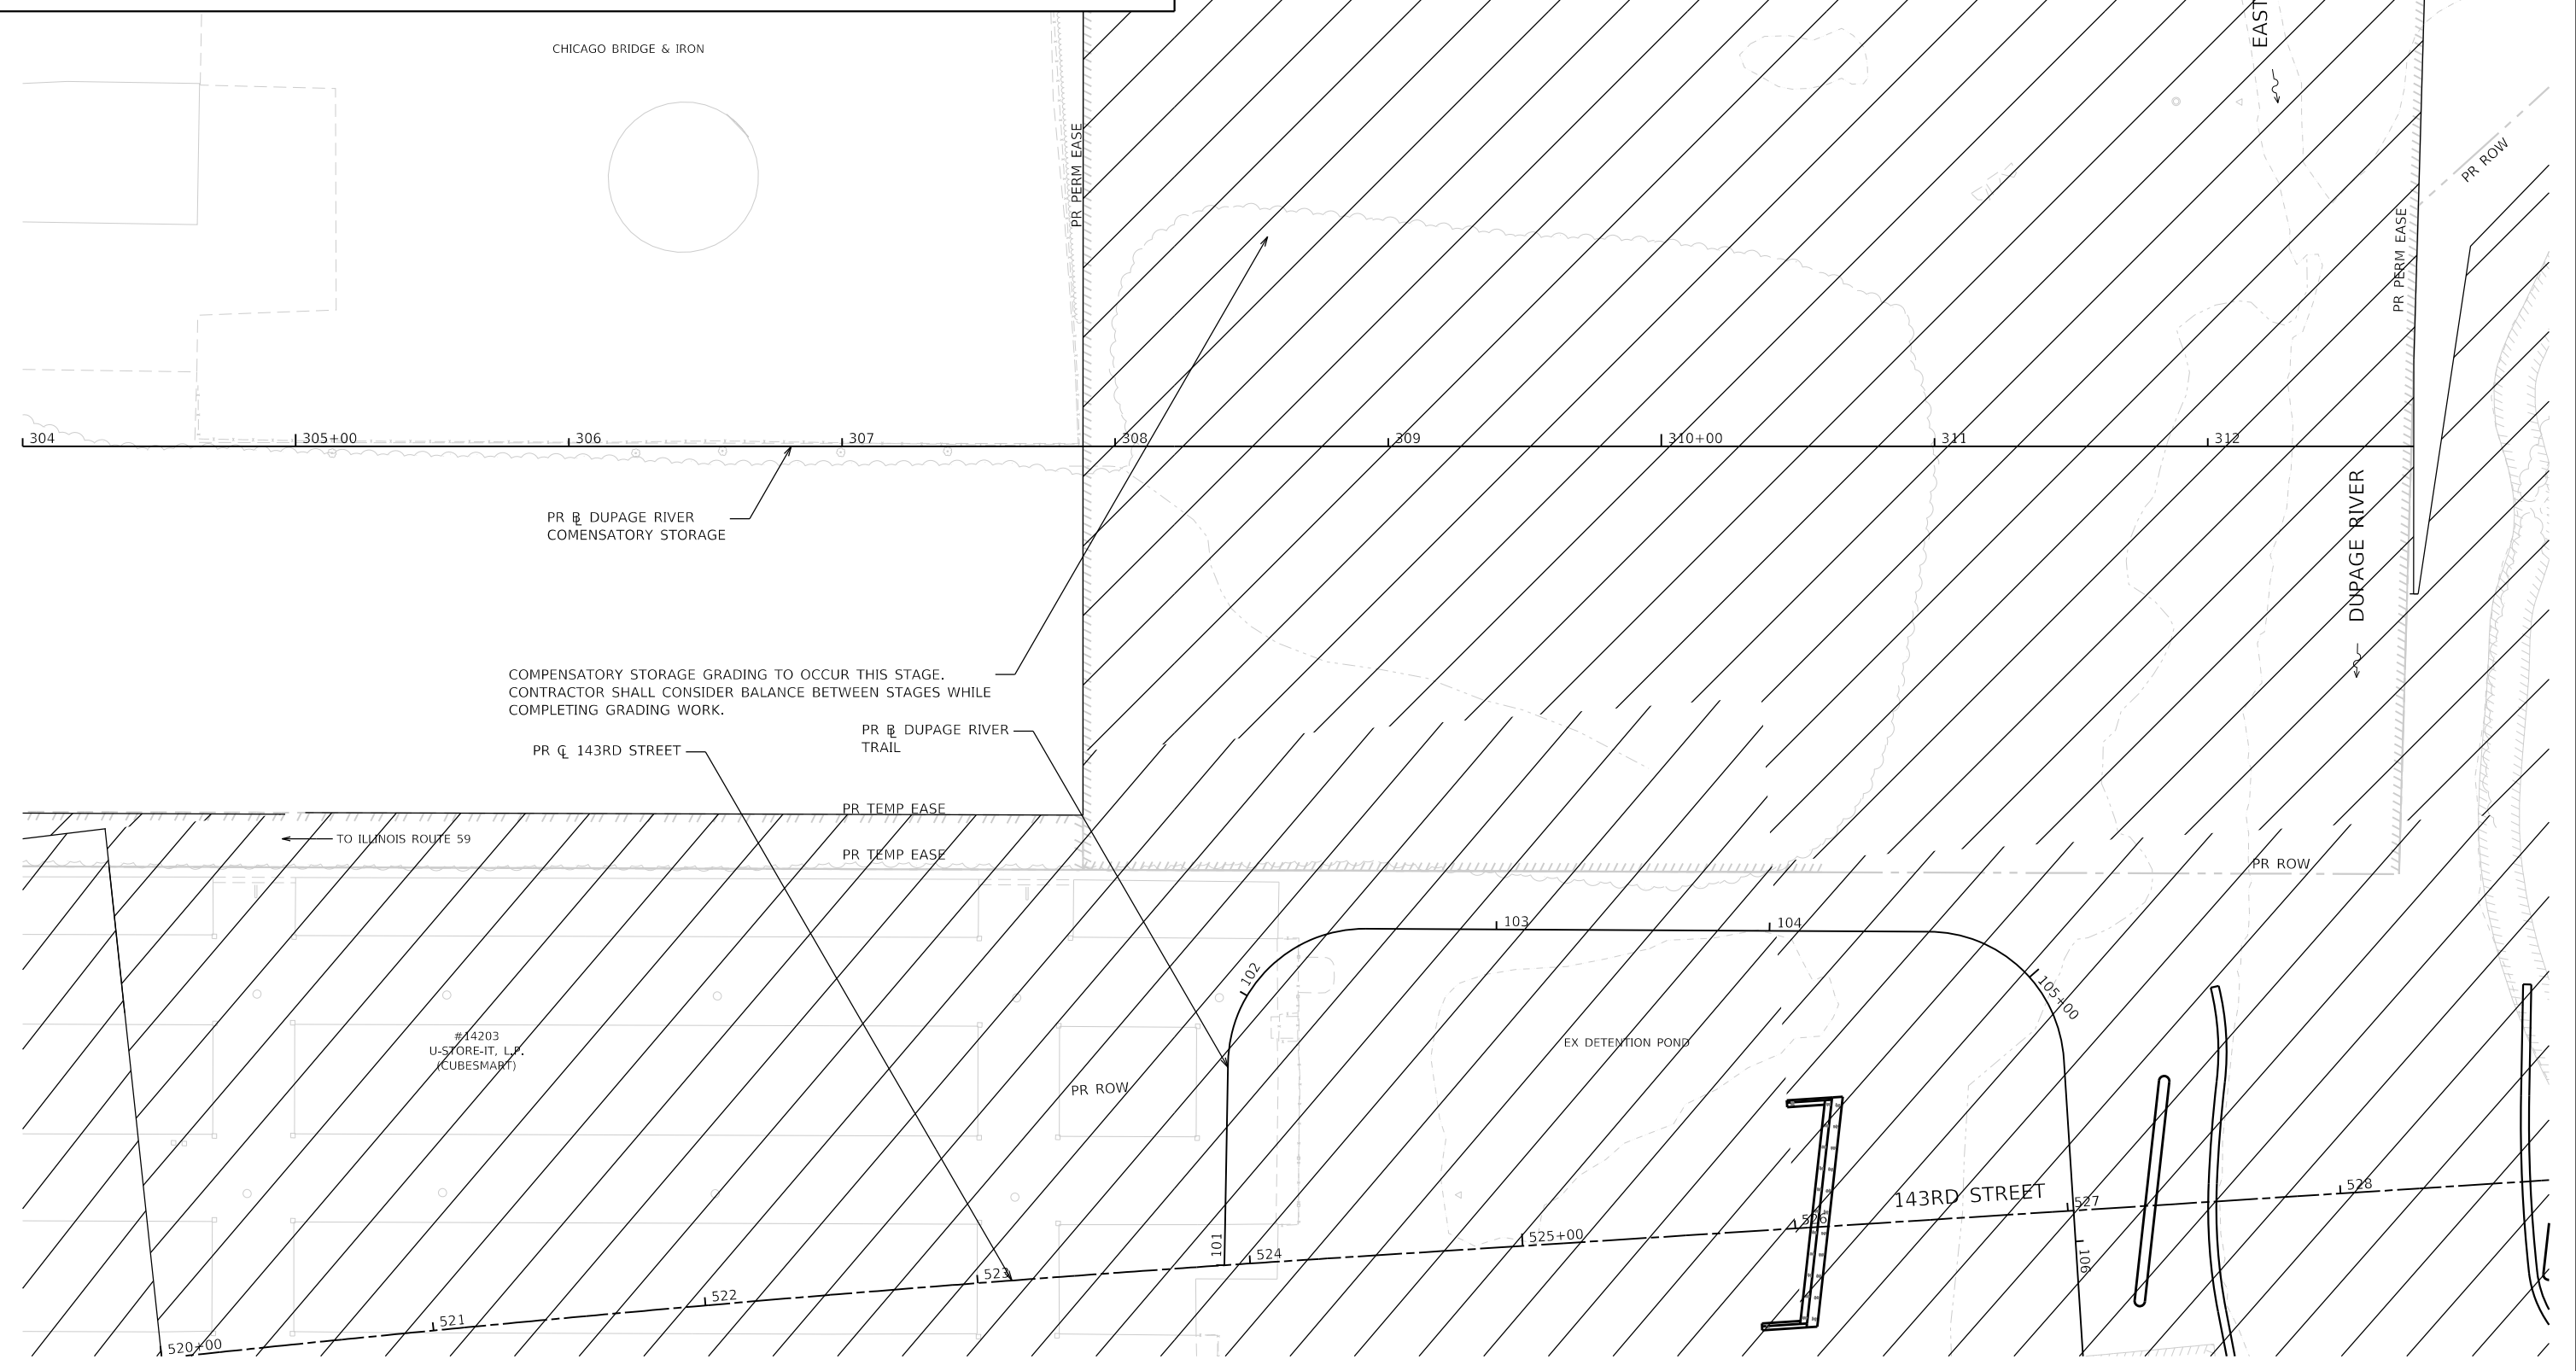 EAST
CHICAGO BRIDGE & IRON
PR PERM EASE
PR ROW
PR PERM EASE
304
305+00
306
307
308
309
310+00
311
312
PR ⅊ DUPAGE RIVER
COMENSATORY STORAGE
DUPAGE RIVER
COMPENSATORY STORAGE GRADING TO OCCUR THIS STAGE.
CONTRACTOR SHALL CONSIDER BALANCE BETWEEN STAGES WHILE
COMPLETING GRADING WORK.
PR BL DUPAGE RIVER
TRAIL
PR ℄ 143RD STREET
PR TEMP EASE
TO ILLINOIS ROUTE 59
PR TEMP EASE
PR ROW
103
104
102
105+00
#14203
U-STORE-IT, L.P.
(CUBESMART)
EX DETENTION POND
PR ROW
143RD STREET
101
106
520+00
521
522
523
524
525+00
526
527
528